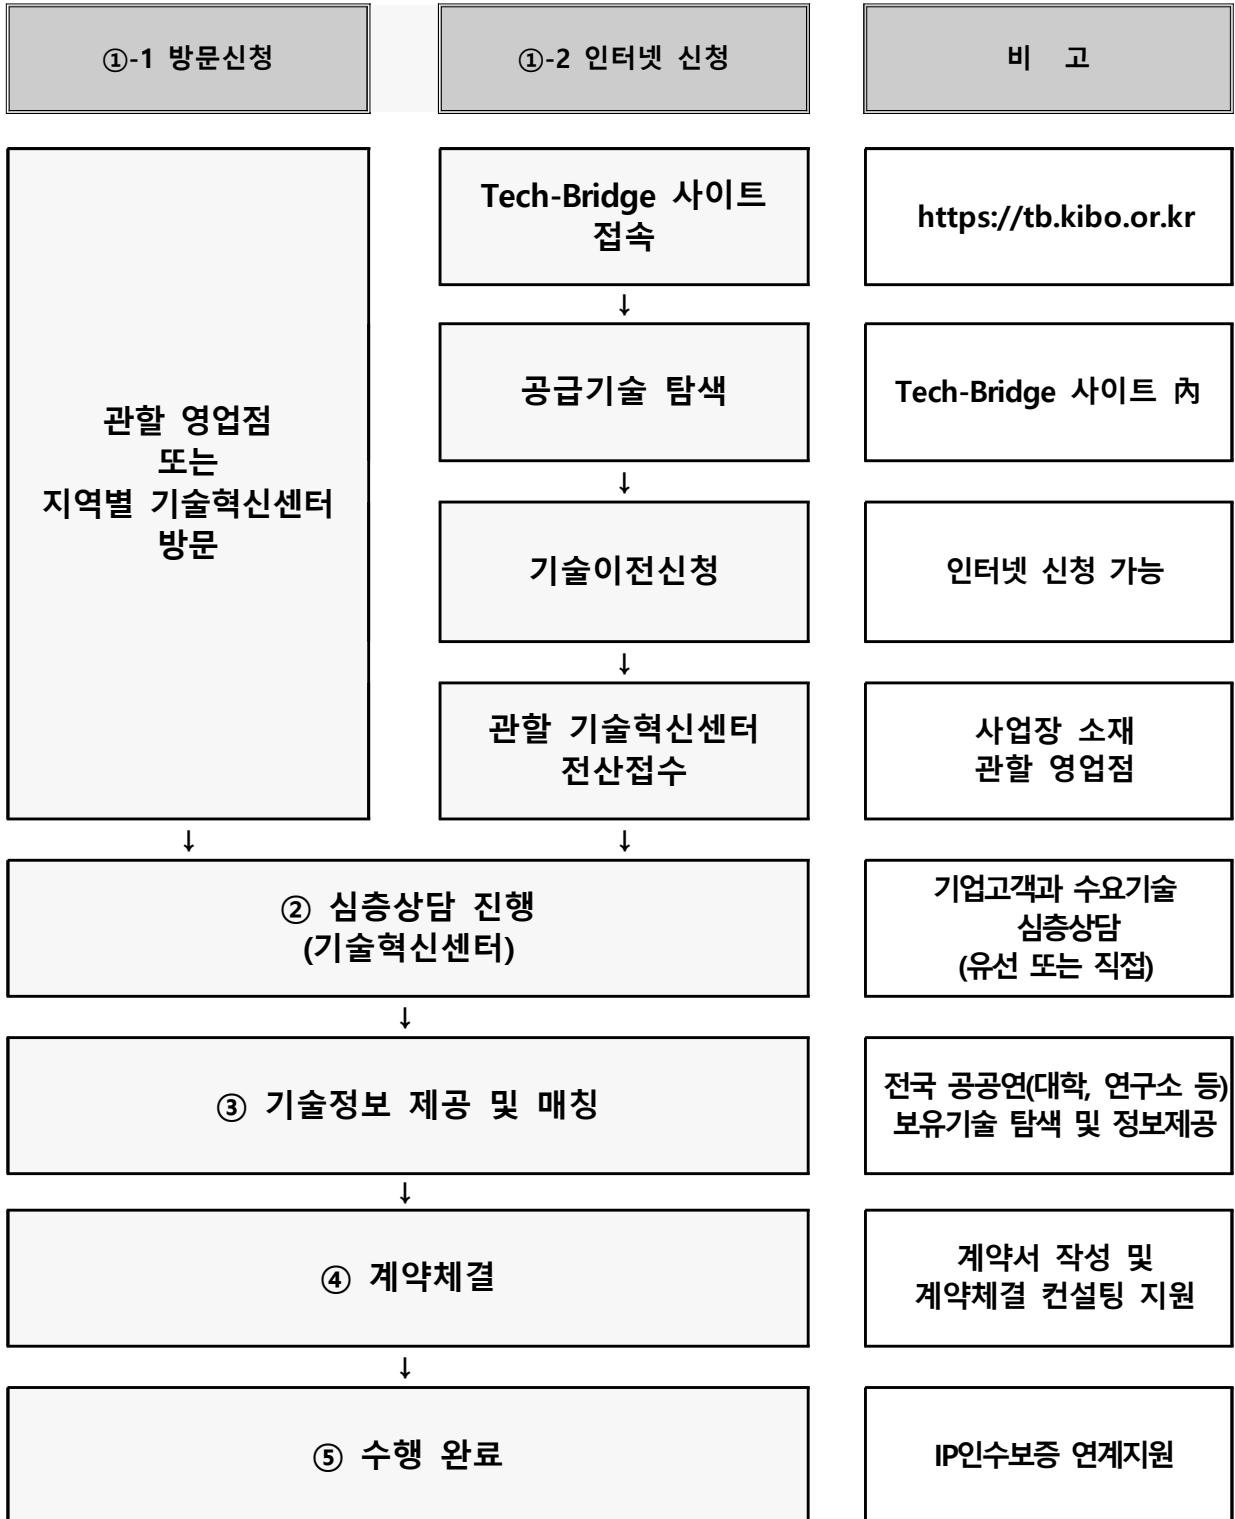 ①-1 방문신청
①-2 인터넷 신청
비 고
관할 영업점
또는
지역별 기술혁신센터
방문
Tech-Bridge 사이트
접속
https://tb.kibo.or.kr
↓
공급기술 탐색
Tech-Bridge 사이트 內
↓
기술이전신청
인터넷 신청 가능
↓
관할 기술혁신센터
전산접수
사업장 소재
관할 영업점
↓
↓
② 심층상담 진행
(기술혁신센터)
기업고객과 수요기술
심층상담
(유선 또는 직접)
↓
③ 기술정보 제공 및 매칭
전국 공공연(대학, 연구소 등)
보유기술 탐색 및 정보제공
↓
④ 계약체결
계약서 작성 및
계약체결 컨설팅 지원
↓
⑤ 수행 완료
IP인수보증 연계지원